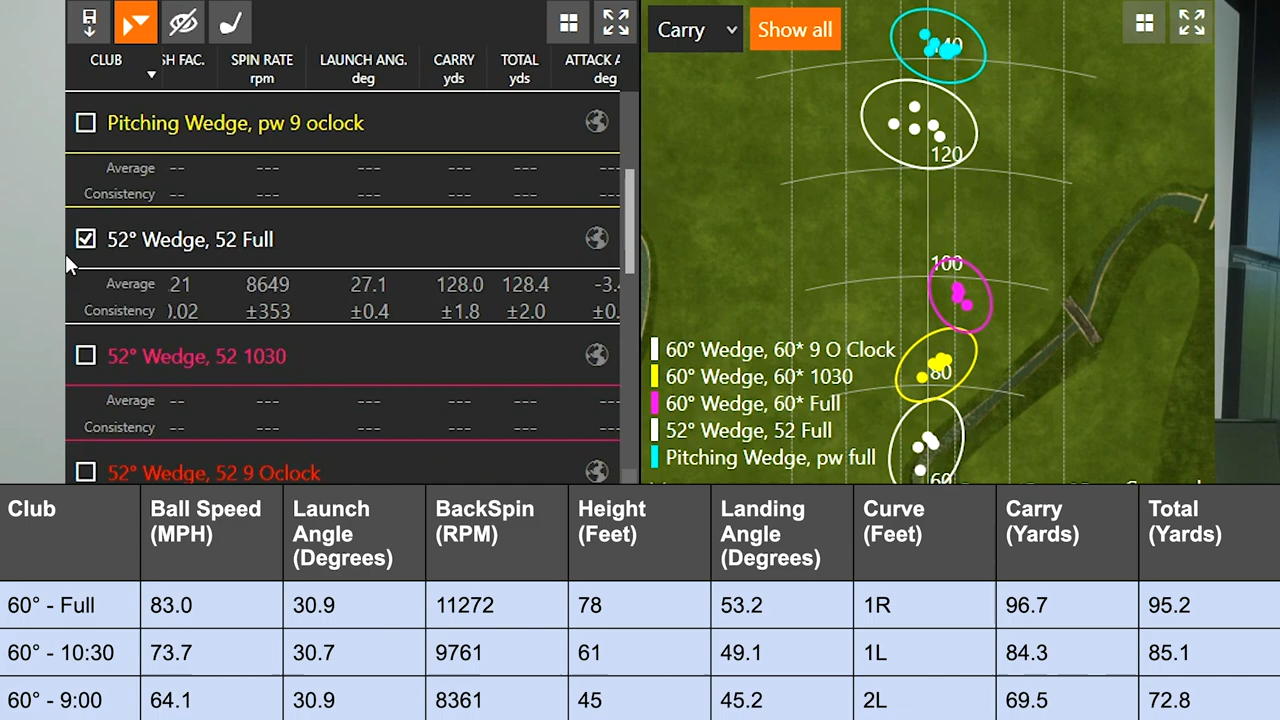 CLUB SH FAC. SPIN RATE rpm LAUNCH ANG. deg CARRY yds TOTAL yds ATTACK A deg
Pitching Wedge, pw 9 oclock
Average -- --- --- --- --- ---
Consistency -- --- --- --- --- ---
52° Wedge, 52 Full
Average 21 8649 27.1 128.0 128.4 -3.
Consistency .02 ±353 ±0.4 ±1.8 ±2.0 ±0.
52° Wedge, 52 1030
Average -- --- --- --- --- ---
Consistency -- --- --- --- --- ---
52° Wedge, 52 9 Oclock
Carry Show all
140
120
100
80
60
60° Wedge, 60* 9 O Clock
60° Wedge, 60* 1030
60° Wedge, 60* Full
52° Wedge, 52 Full
Pitching Wedge, pw full
Club Ball Speed (MPH) Launch Angle (Degrees) BackSpin (RPM) Height (Feet) Landing Angle (Degrees) Curve (Feet) Carry (Yards) Total (Yards)
60° - Full 83.0 30.9 11272 78 53.2 1R 96.7 95.2
60° - 10:30 73.7 30.7 9761 61 49.1 1L 84.3 85.1
60° - 9:00 64.1 30.9 8361 45 45.2 2L 69.5 72.8